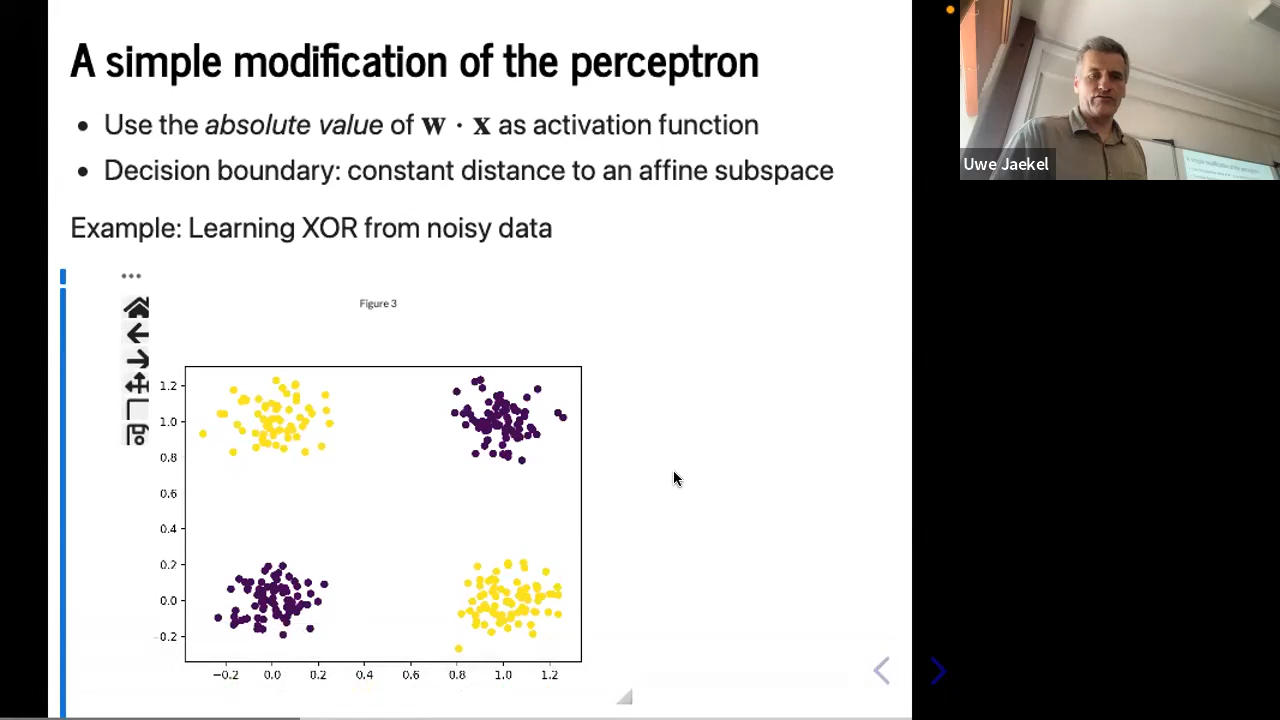 A simple modification of the perceptron
Use the absolute value of w · x as activation function
Decision boundary: constant distance to an affine subspace
Example: Learning XOR from noisy data
Figure 3
1.2
1.0
0.8
0.6
0.4
0.2
0.0
0.2
−0.2 0.0 0.2 0.4 0.6 0.8 1.0 1.2
Uwe Jaekel